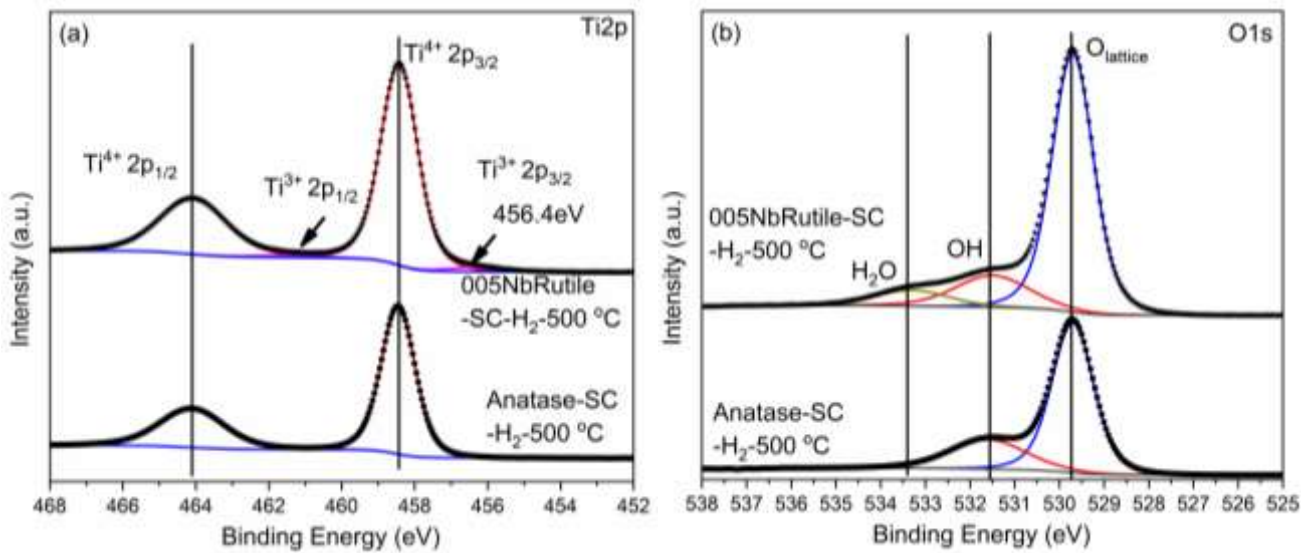 (a)
Ti2p
Ti⁴⁺ 2p₃/₂
Ti⁴⁺ 2p₁/₂
Ti³⁺ 2p₁/₂
Ti³⁺ 2p₃/₂
456.4eV
005NbRutile
-SC-H₂-500 °C
Anatase-SC
-H₂-500 °C
Intensity (a.u.)
468 466 464 462 460 458 456 454 452
Binding Energy (eV)
(b)
O1s
O_lattice
005NbRutile-SC
-H₂-500 °C
OH
H₂O
Anatase-SC
-H₂-500 °C
Intensity (a.u.)
538 537 536 535 534 533 532 531 530 529 528 527 526 525
Binding Energy (eV)